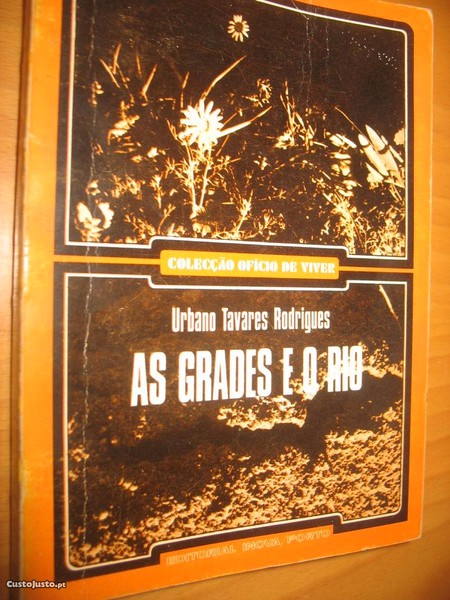 COLECÇÃO OFÍCIO DE VIVER
Urbano Tavares Rodrigues
AS GRADES E O RIO
EDITORIAL INOVA PORTO
CustoJusto.pt